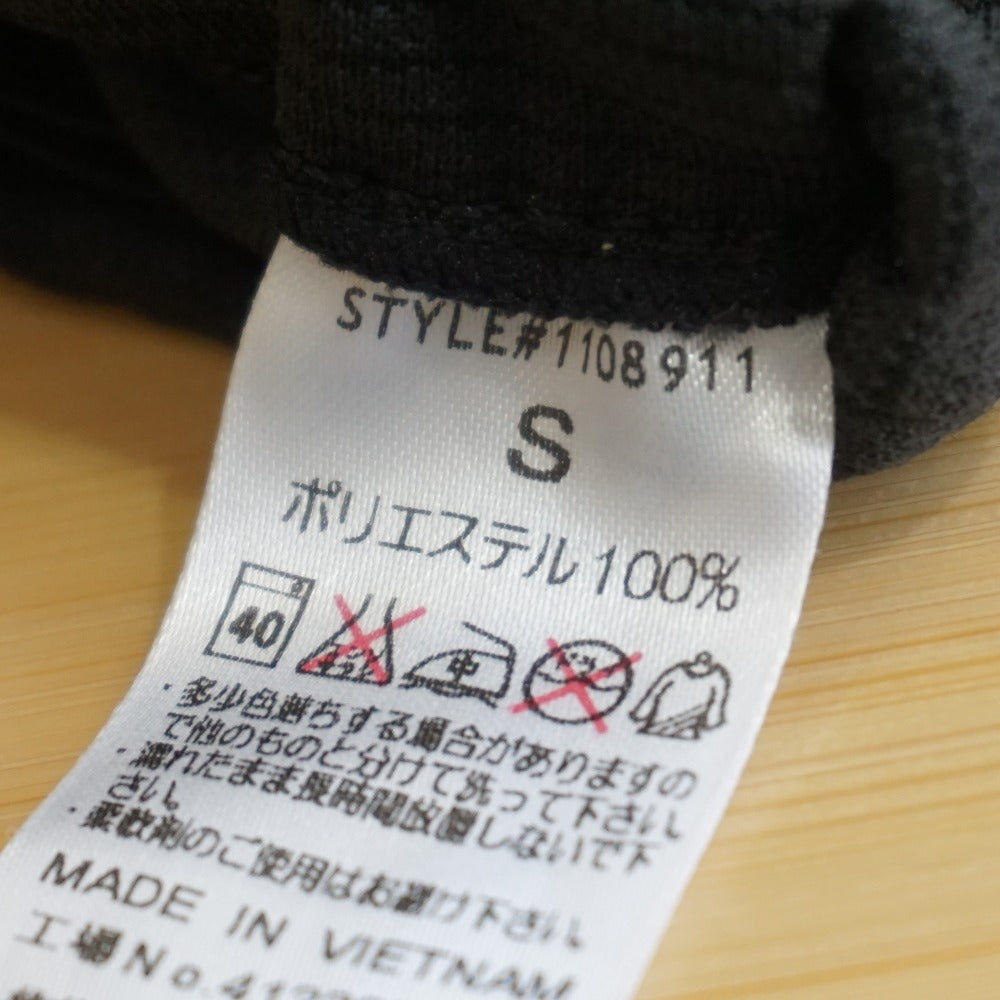 STYLE#1108911
S
ポリエステル100%
40 中
・多少色落ちする場合がありますの
で他のものと分けて洗って下さい。
・濡れたまま長時間放置しないで下
さい。
・柔軟剤のご使用はお避け下さい。
MADE IN VIETNAM
工場No.